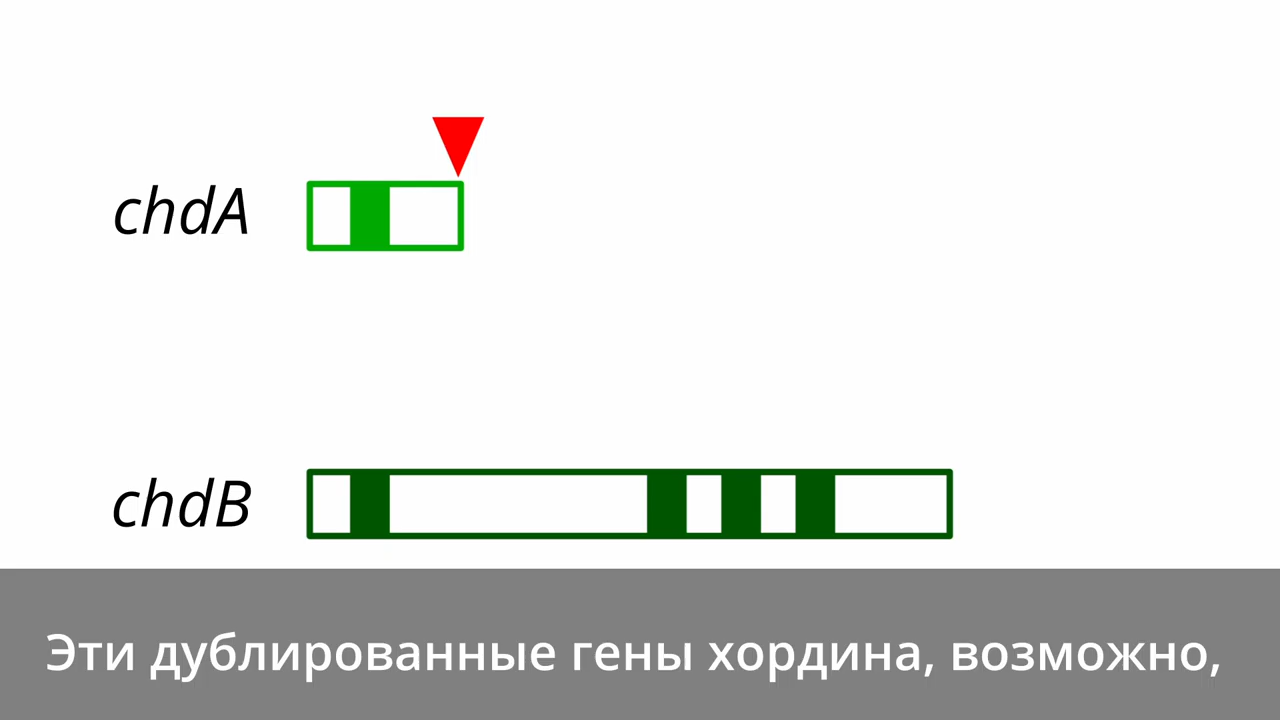 chdA
chdB
Эти дублированные гены хордина, возможно,